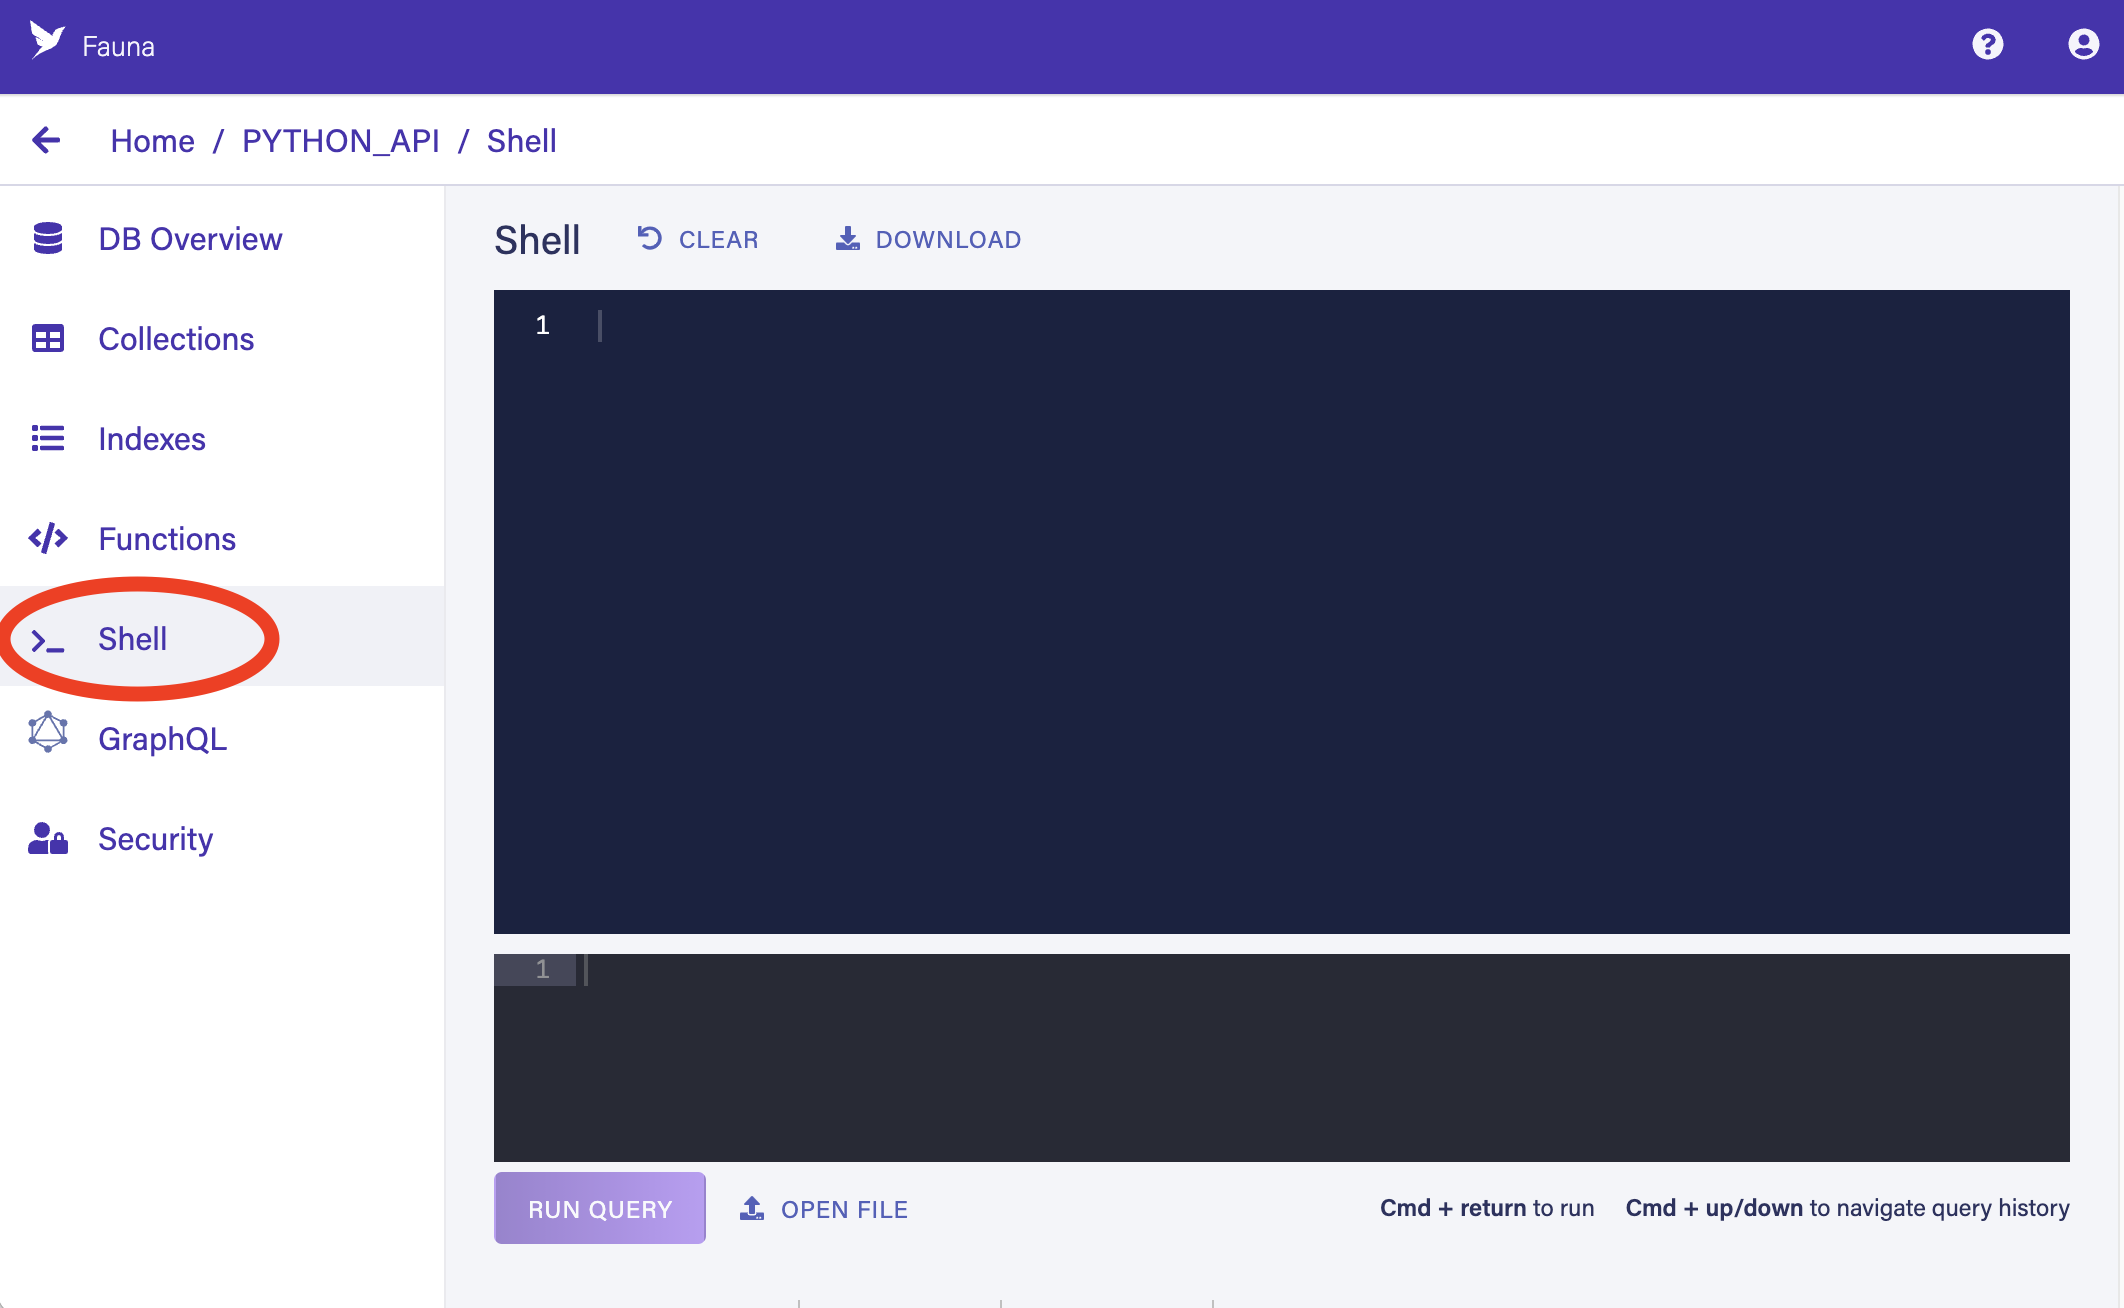 Fauna
Home / PYTHON_API / Shell
DB Overview
Collections
Indexes
Functions
Shell
GraphQL
Security
Shell CLEAR DOWNLOAD
1
1
RUN QUERY OPEN FILE Cmd + return to run Cmd + up/down to navigate query history